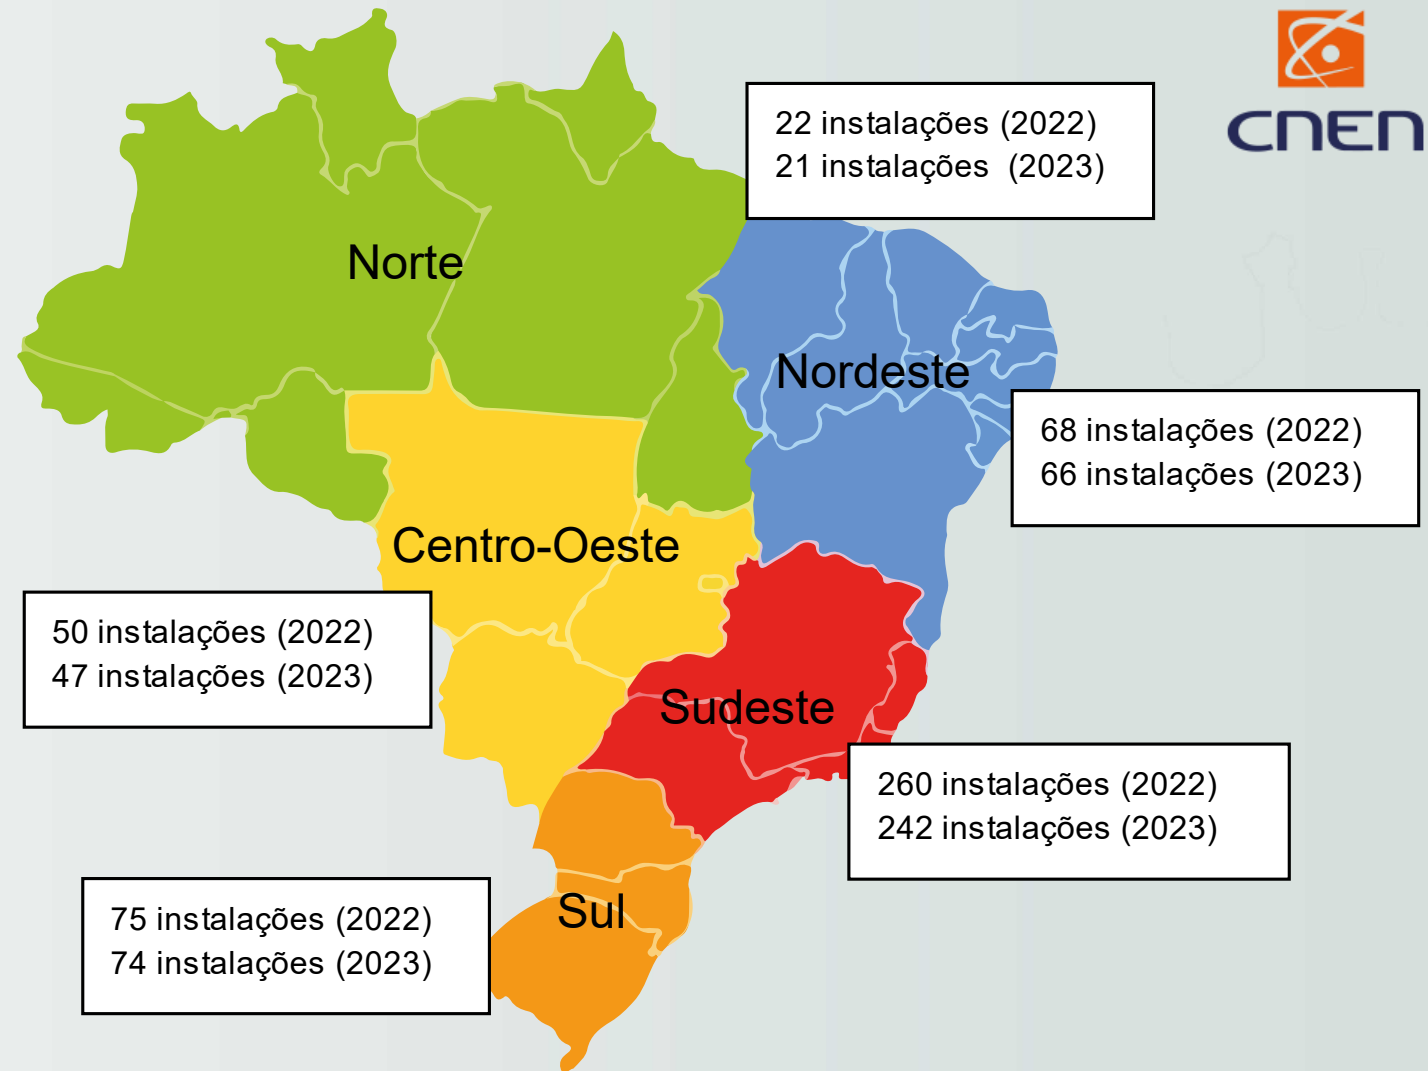 CNEN
22 instalações (2022)
21 instalações (2023)
Norte
Nordeste
68 instalações (2022)
66 instalações (2023)
Centro-Oeste
50 instalações (2022)
47 instalações (2023)
Sudeste
260 instalações (2022)
242 instalações (2023)
75 instalações (2022)
74 instalações (2023)
Sul